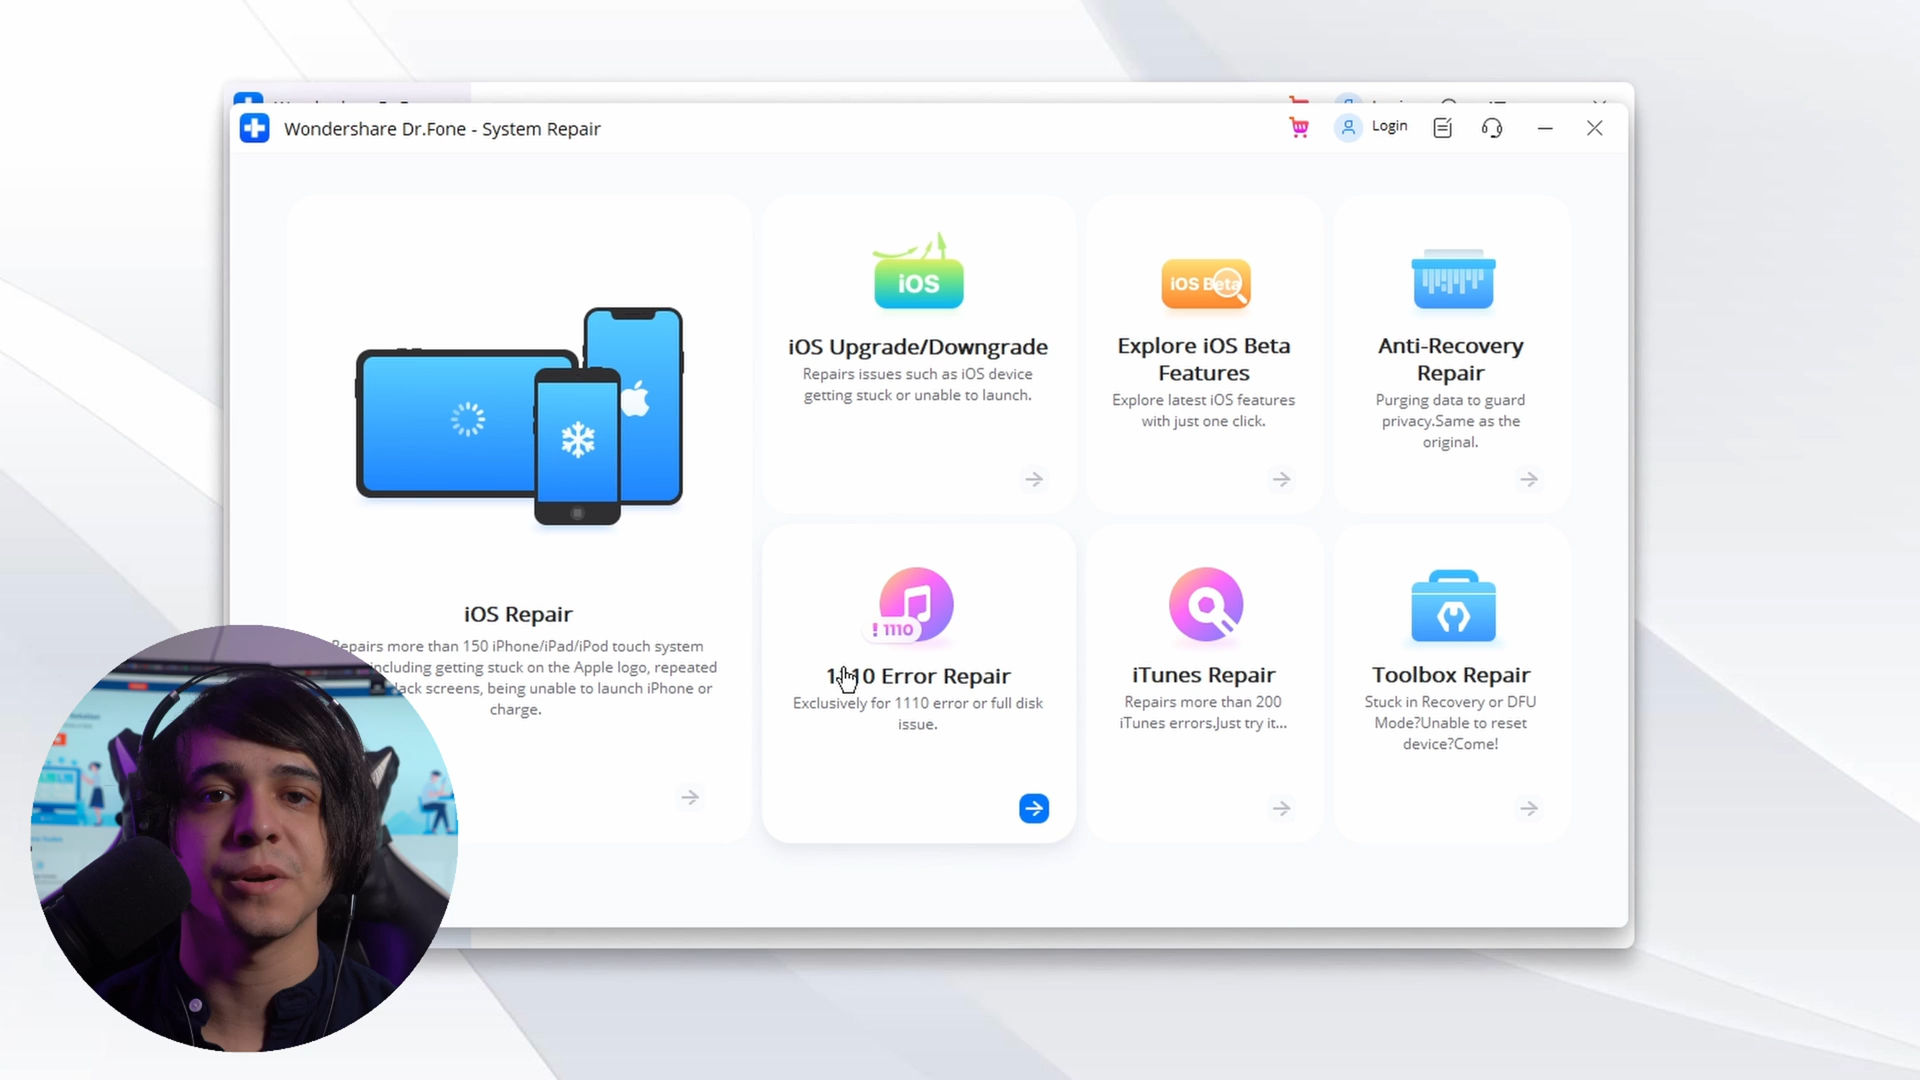 Wondershare Dr.Fone - System Repair
Login
iOS
iOS Upgrade/Downgrade
Repairs issues such as iOS device
getting stuck or unable to launch.
iOS Beta
Explore iOS Beta
Features
Explore latest iOS features
with just one click.
Anti-Recovery
Repair
Purging data to guard
privacy.Same as the
original.
iOS Repair
Repairs more than 150 iPhone/iPad/iPod touch system
including getting stuck on the Apple logo, repeated
screens, being unable to launch iPhone or
charge.
! 1110
1110 Error Repair
Exclusively for 1110 error or full disk
issue.
iTunes Repair
Repairs more than 200
iTunes errors.Just try it...
Toolbox Repair
Stuck in Recovery or DFU
Mode?Unable to reset
device?Come!